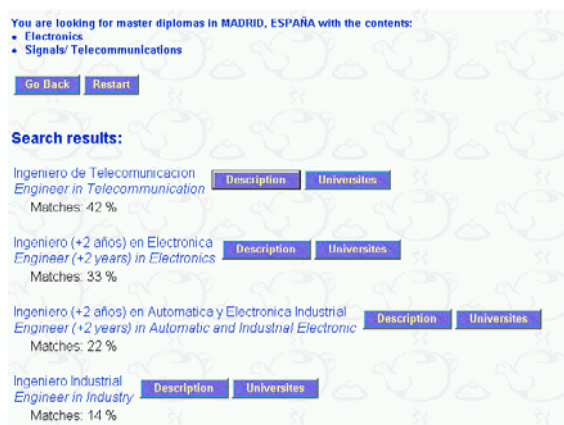 You are looking for master diplomas in MADRID, ESPAÑA with the contents:
• Electronics
• Signals/ Telecommunications
Go Back Restart
Search results:
Ingeniero de Telecomunicacion
Engineer in Telecommunication
Description Universites
Matches: 42 %
Ingeniero (+2 años) en Electronica
Engineer (+2 years) in Electronics
Description Universites
Matches: 33 %
Ingeniero (+2 años) en Automatica y Electronica Industrial
Engineer (+2 years) in Automatic and Industrial Electronic
Description Universites
Matches: 22 %
Ingeniero Industrial
Engineer in Industry
Description Universites
Matches: 14 %